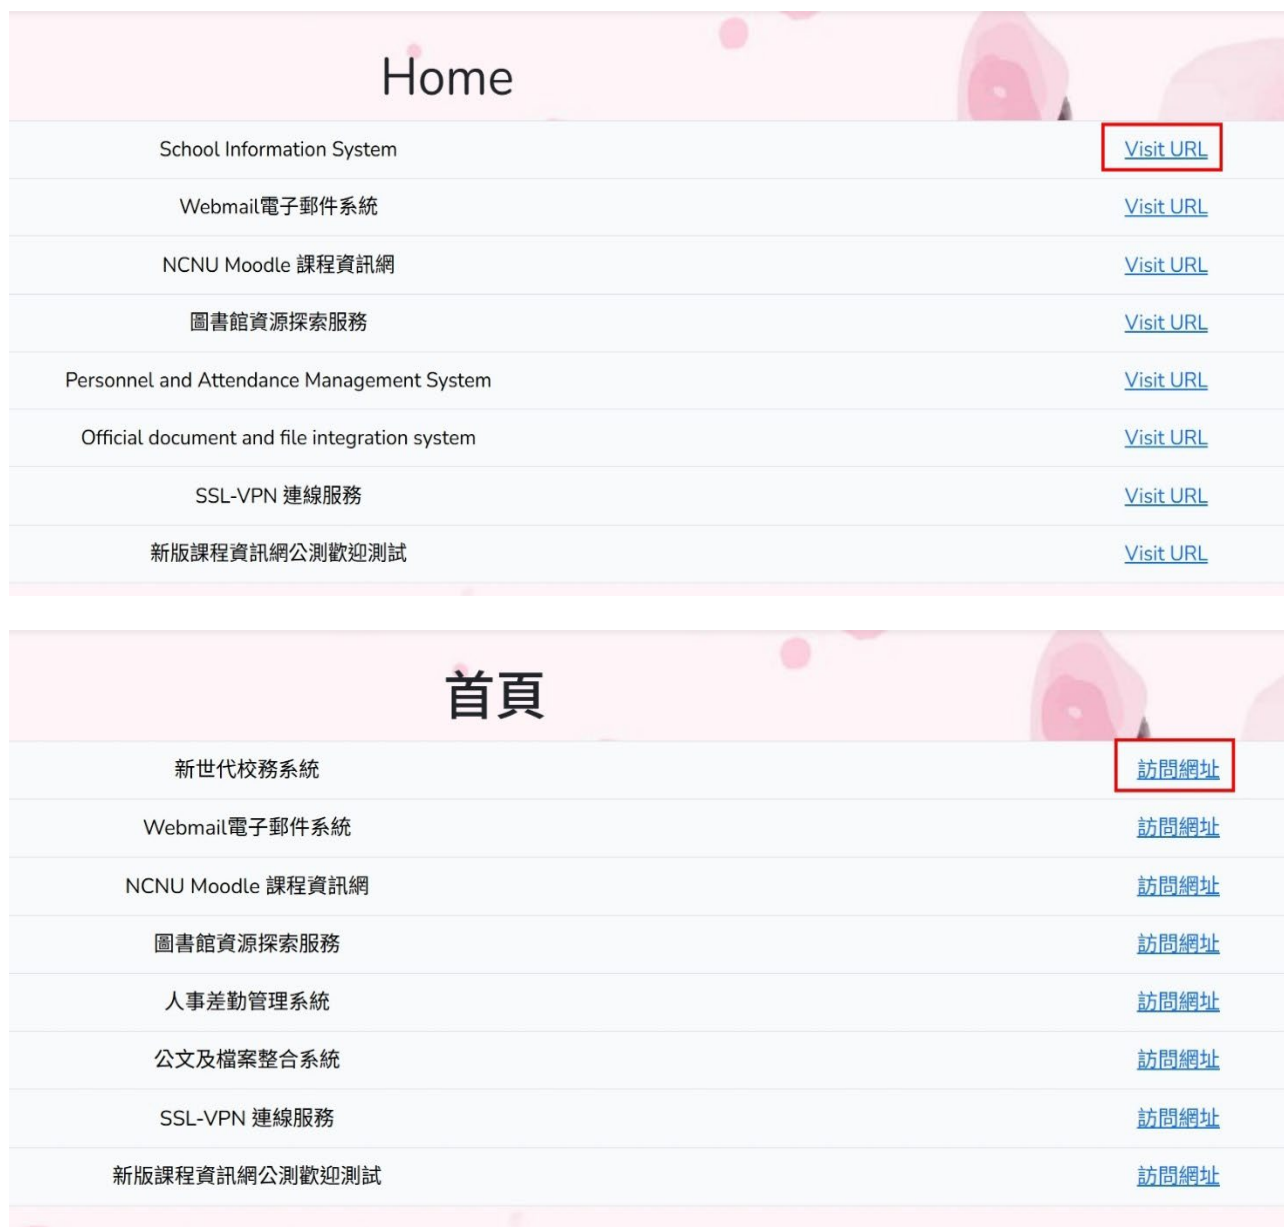 Home
School Information System Visit URL
Webmail電子郵件系統 Visit URL
NCNU Moodle 課程資訊網 Visit URL
圖書館資源探索服務 Visit URL
Personnel and Attendance Management System Visit URL
Official document and file integration system Visit URL
SSL-VPN 連線服務 Visit URL
新版課程資訊網公測歡迎測試 Visit URL
首頁
新世代校務系統 訪問網址
Webmail電子郵件系統 訪問網址
NCNU Moodle 課程資訊網 訪問網址
圖書館資源探索服務 訪問網址
人事差勤管理系統 訪問網址
公文及檔案整合系統 訪問網址
SSL-VPN 連線服務 訪問網址
新版課程資訊網公測歡迎測試 訪問網址